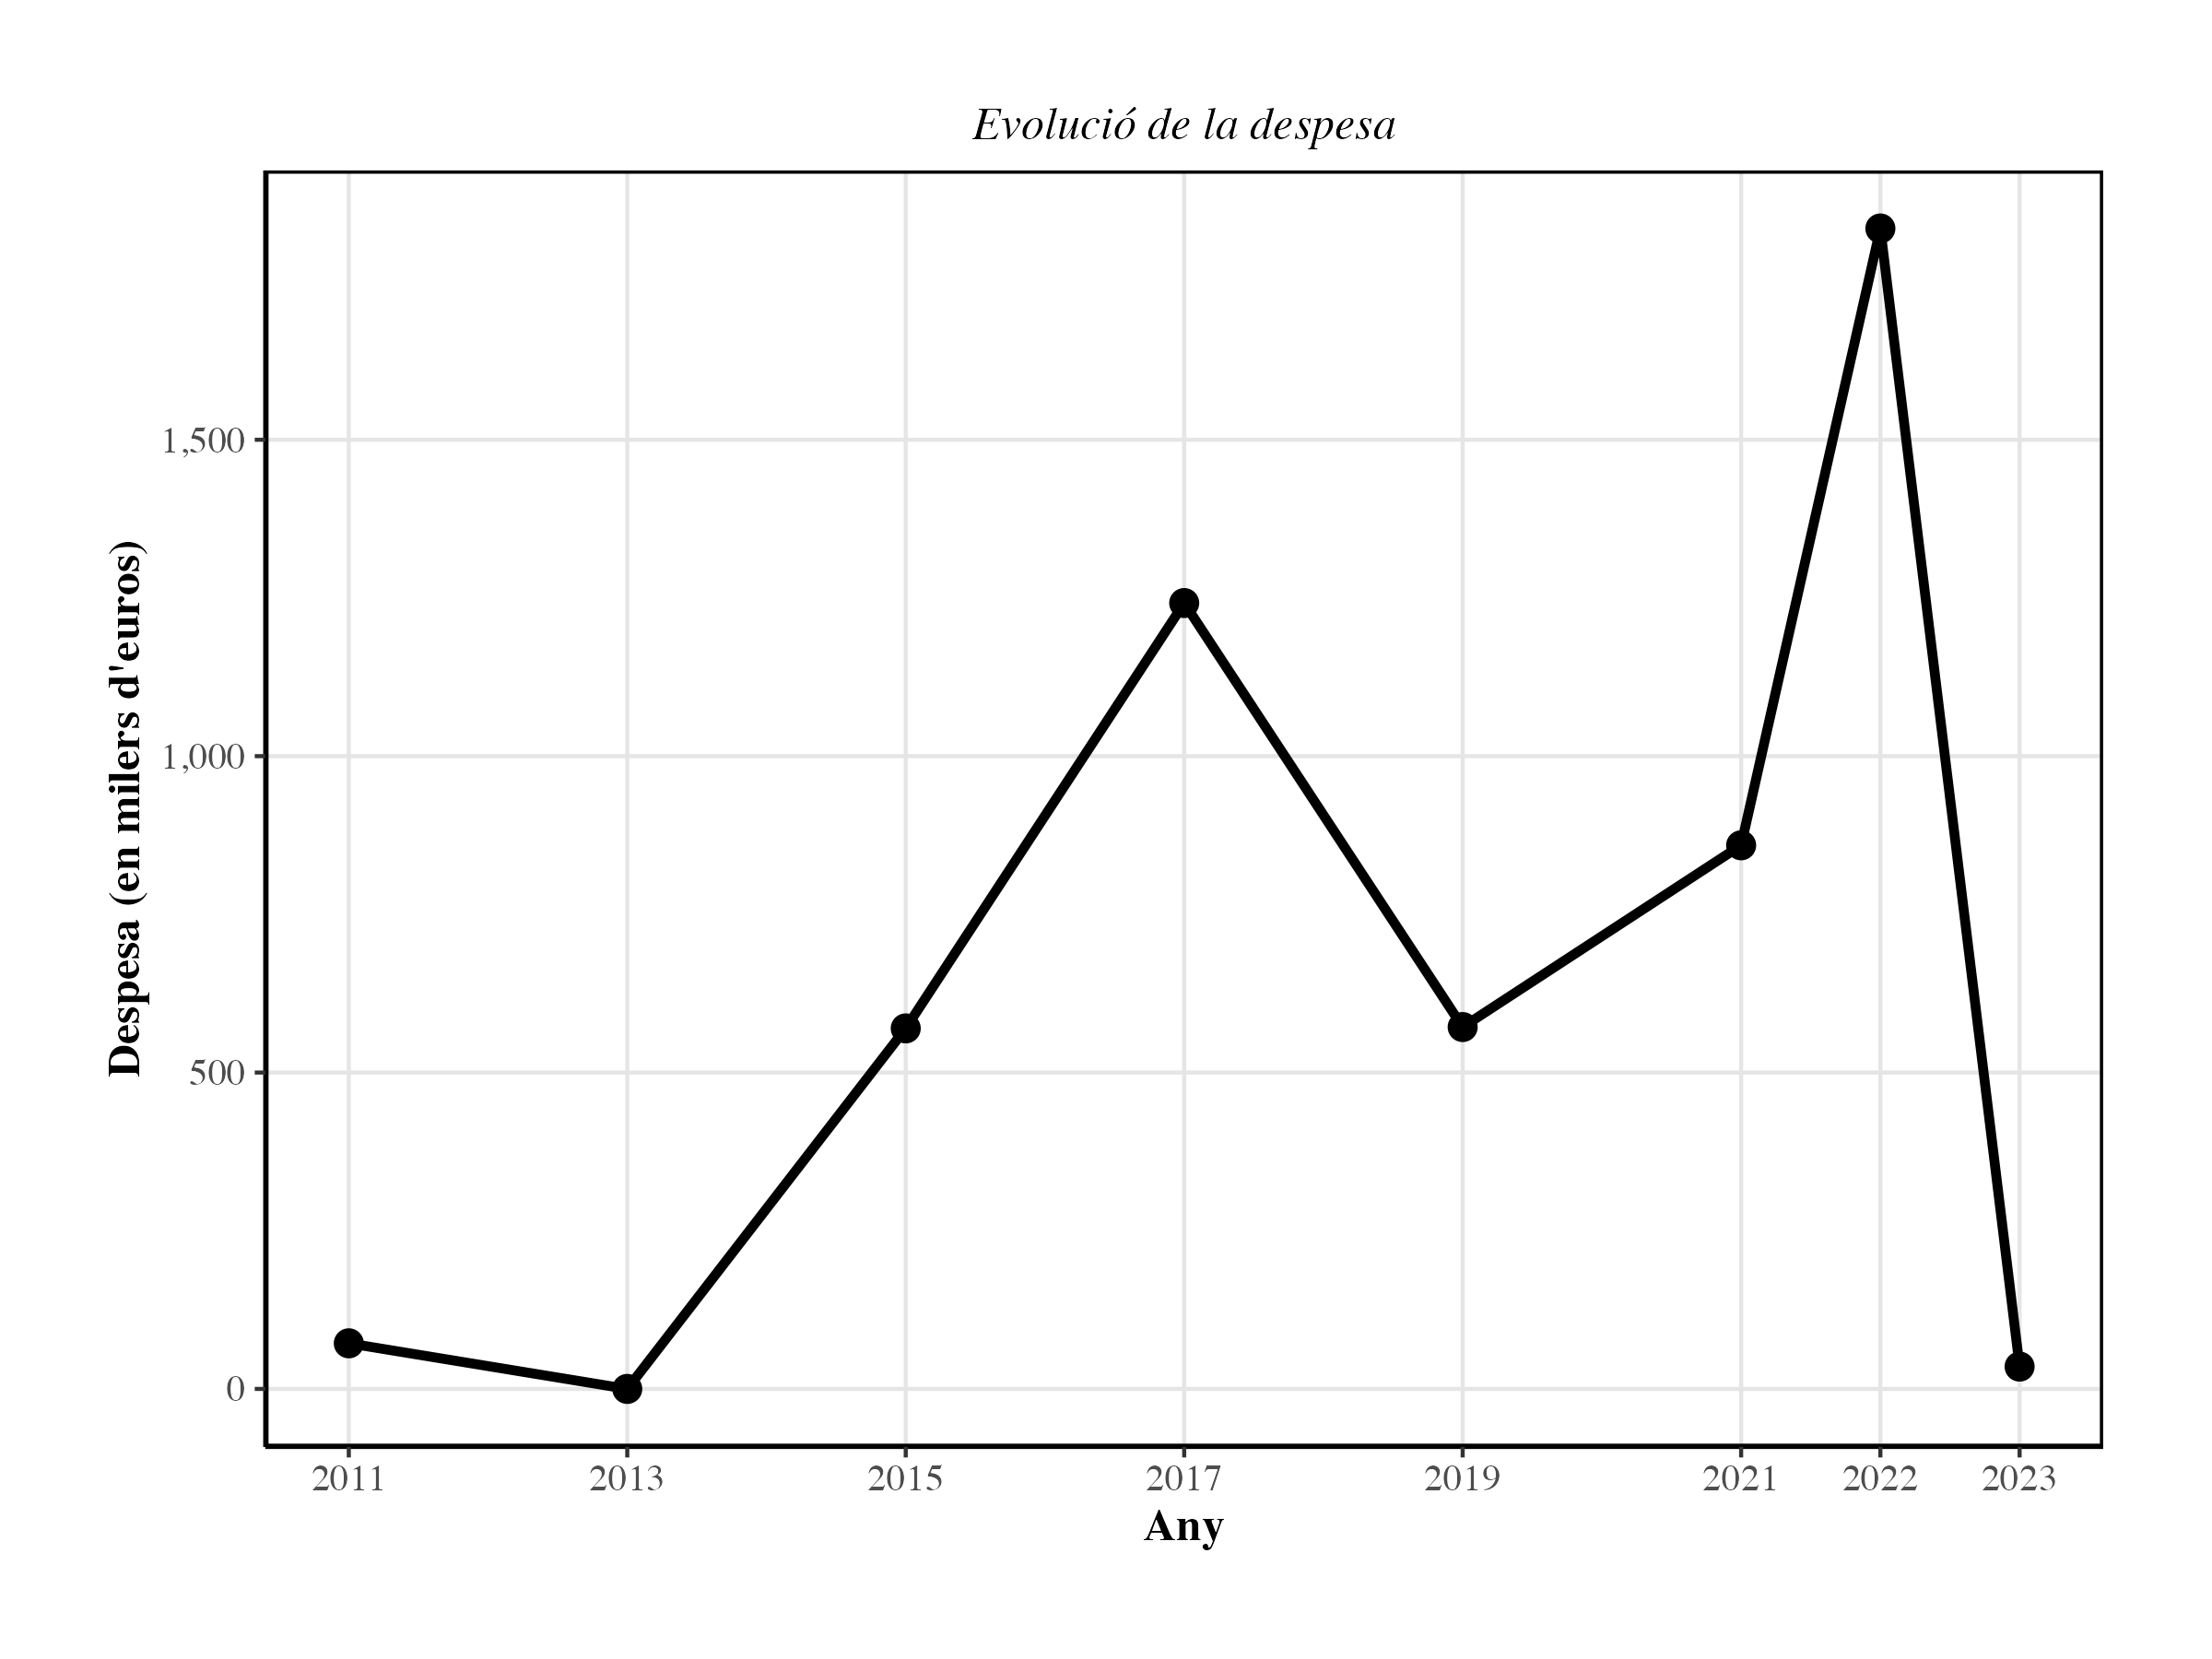 Evolució de la despesa
Despesa (en milers d'euros)
1,500
1,000
500
0
2011 2013 2015 2017 2019 2021 2022 2023
Any